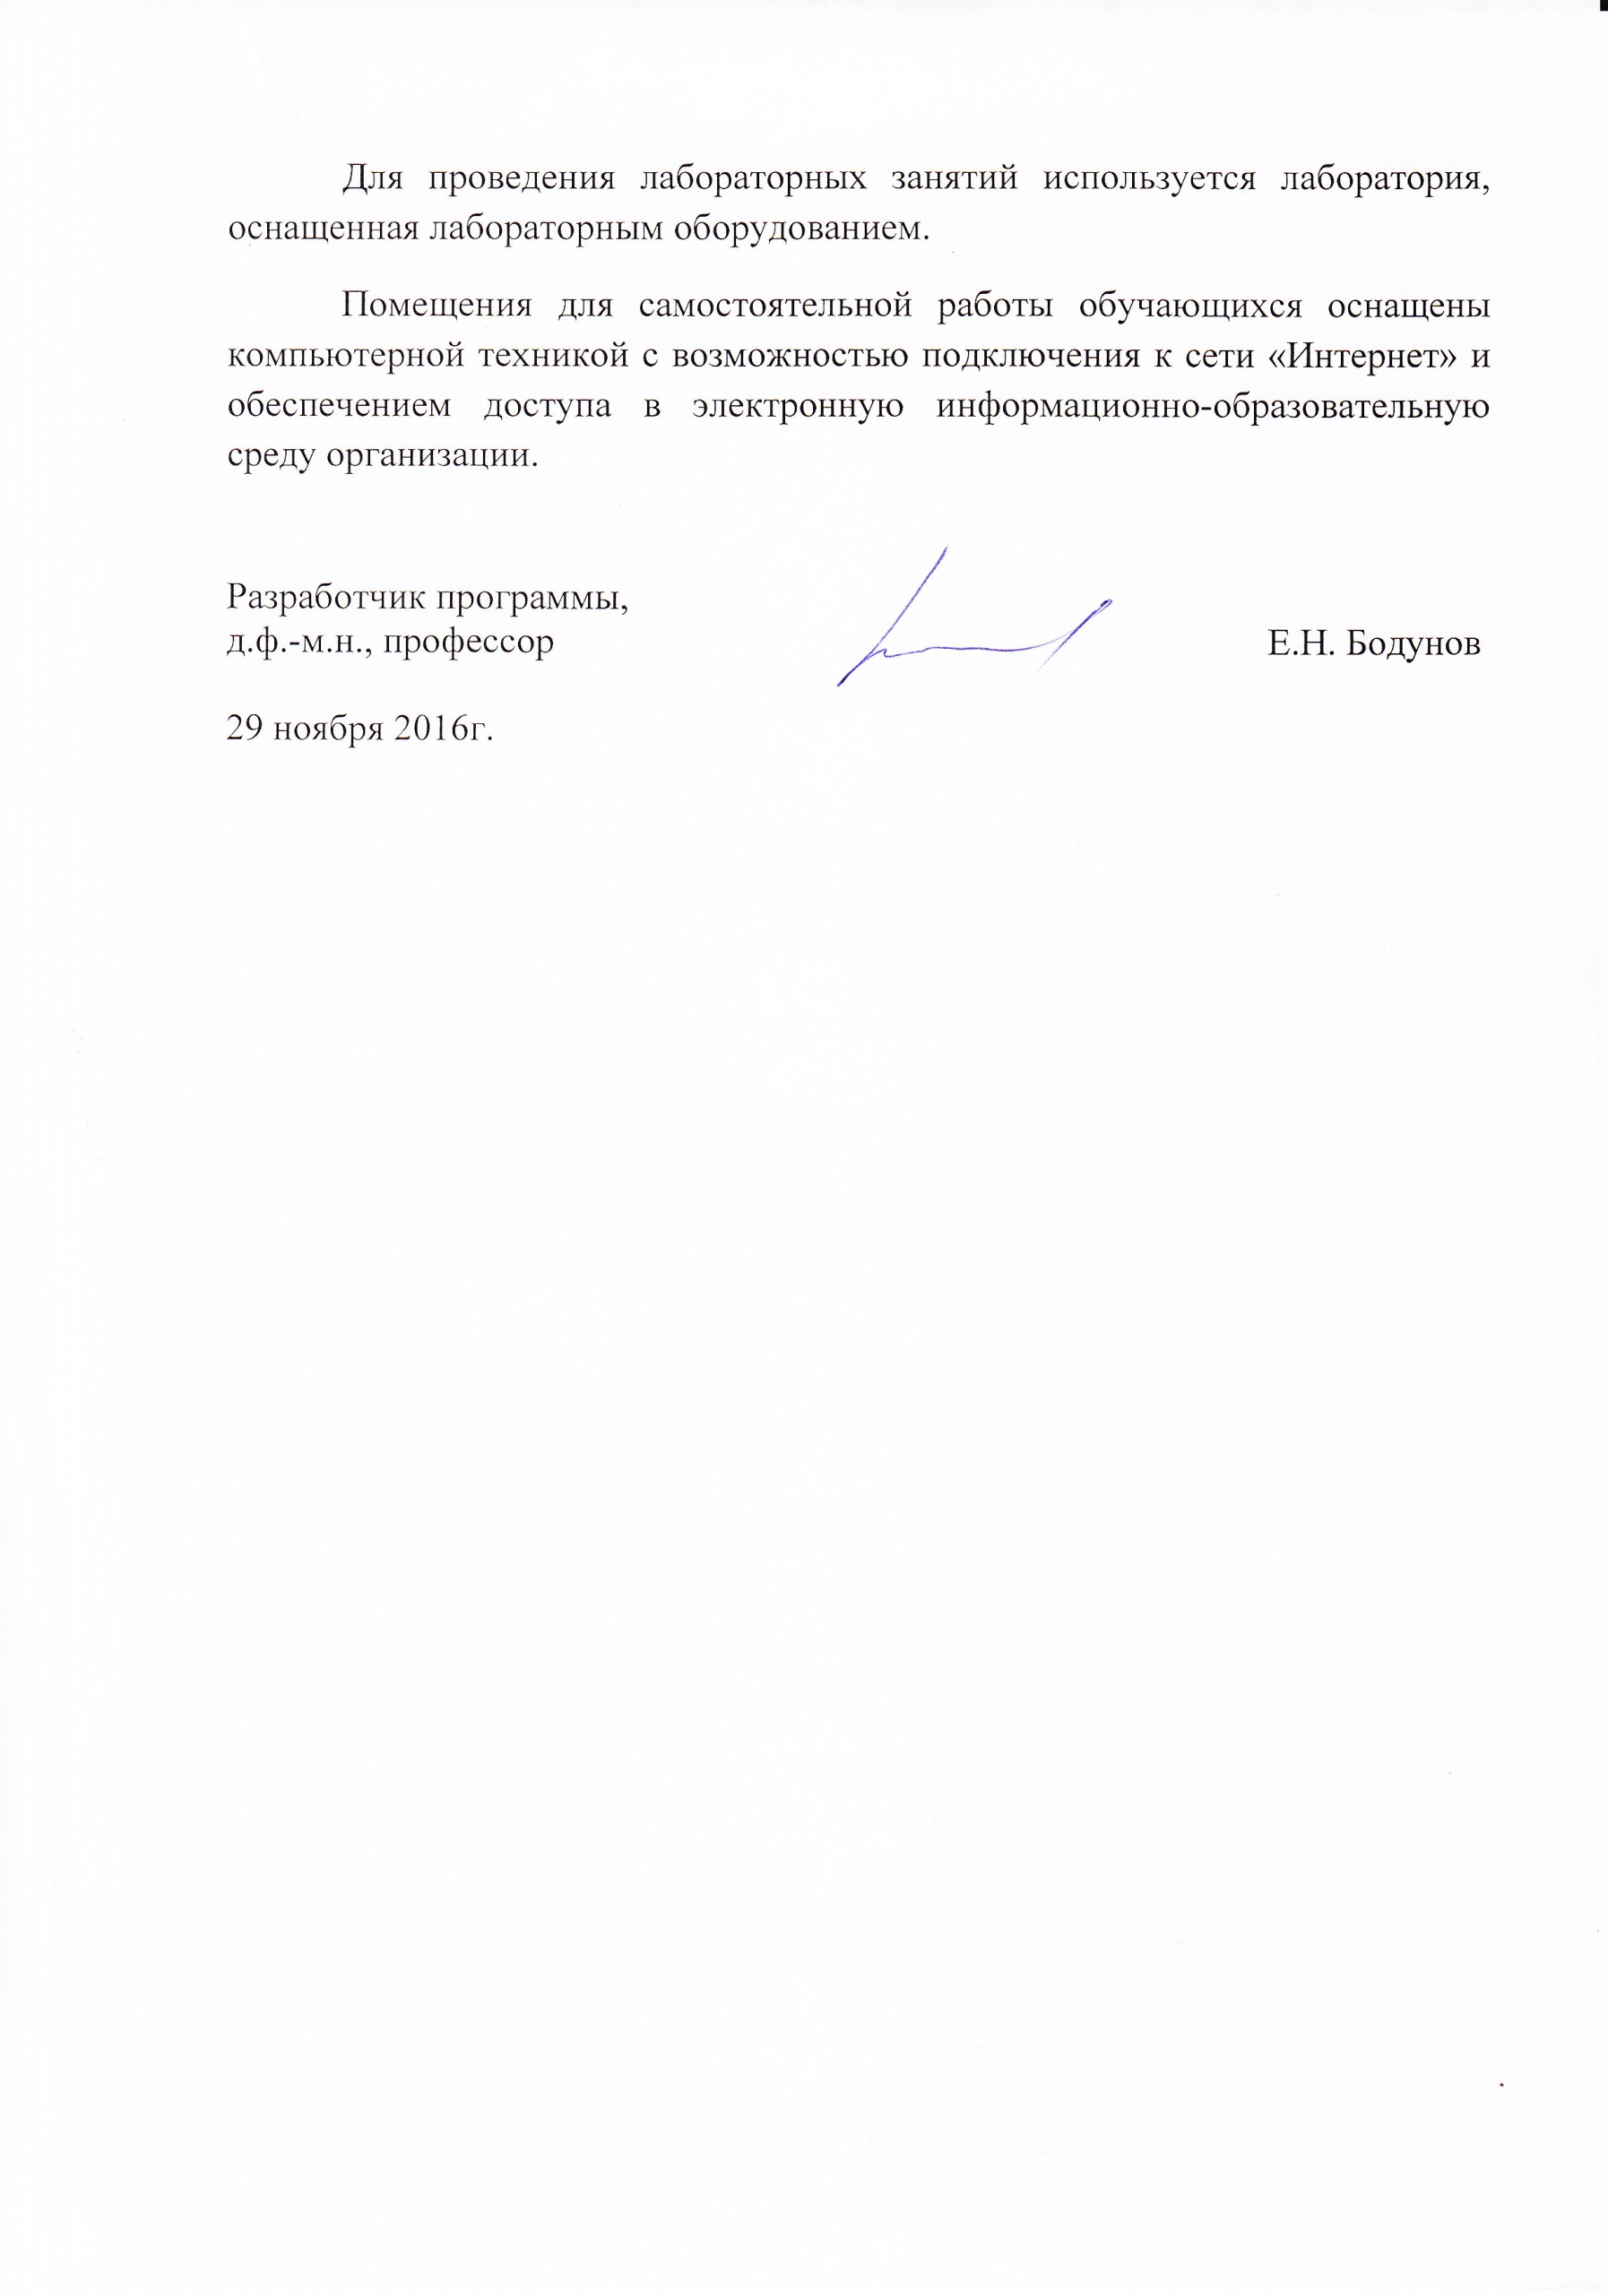 Для проведения лабораторных занятий используется лаборатория,
оснащенная лабораторным оборудованием.
Помещения для самостоятельной работы обучающихся оснащены
компьютерной техникой с возможностью подключения к сети «Интернет» и
обеспечением доступа в электронную информационно-образовательную
среду организации.
Разработчик программы,
д.ф.-м.н., профессор Е.Н. Бодунов
29 ноября 2016г.